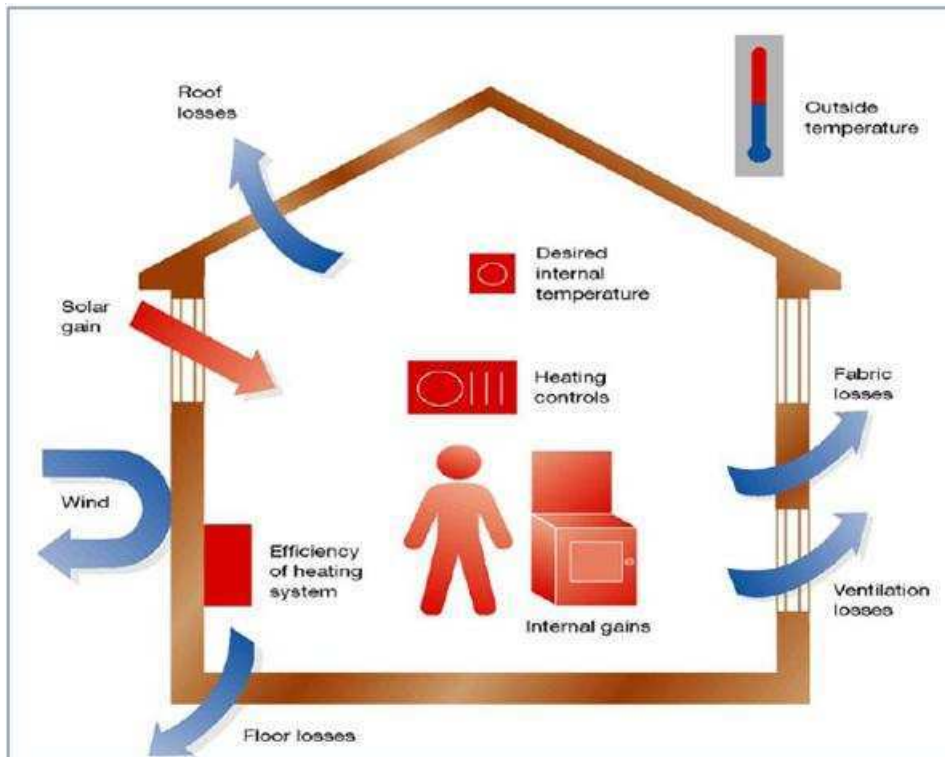 Roof
losses
Outside
temperature
Desired
internal
temperature
Solar
gain
Heating
controls
Fabric
losses
Wind
Efficiency
of heating
system
Ventilation
losses
Internal gains
Floor losses